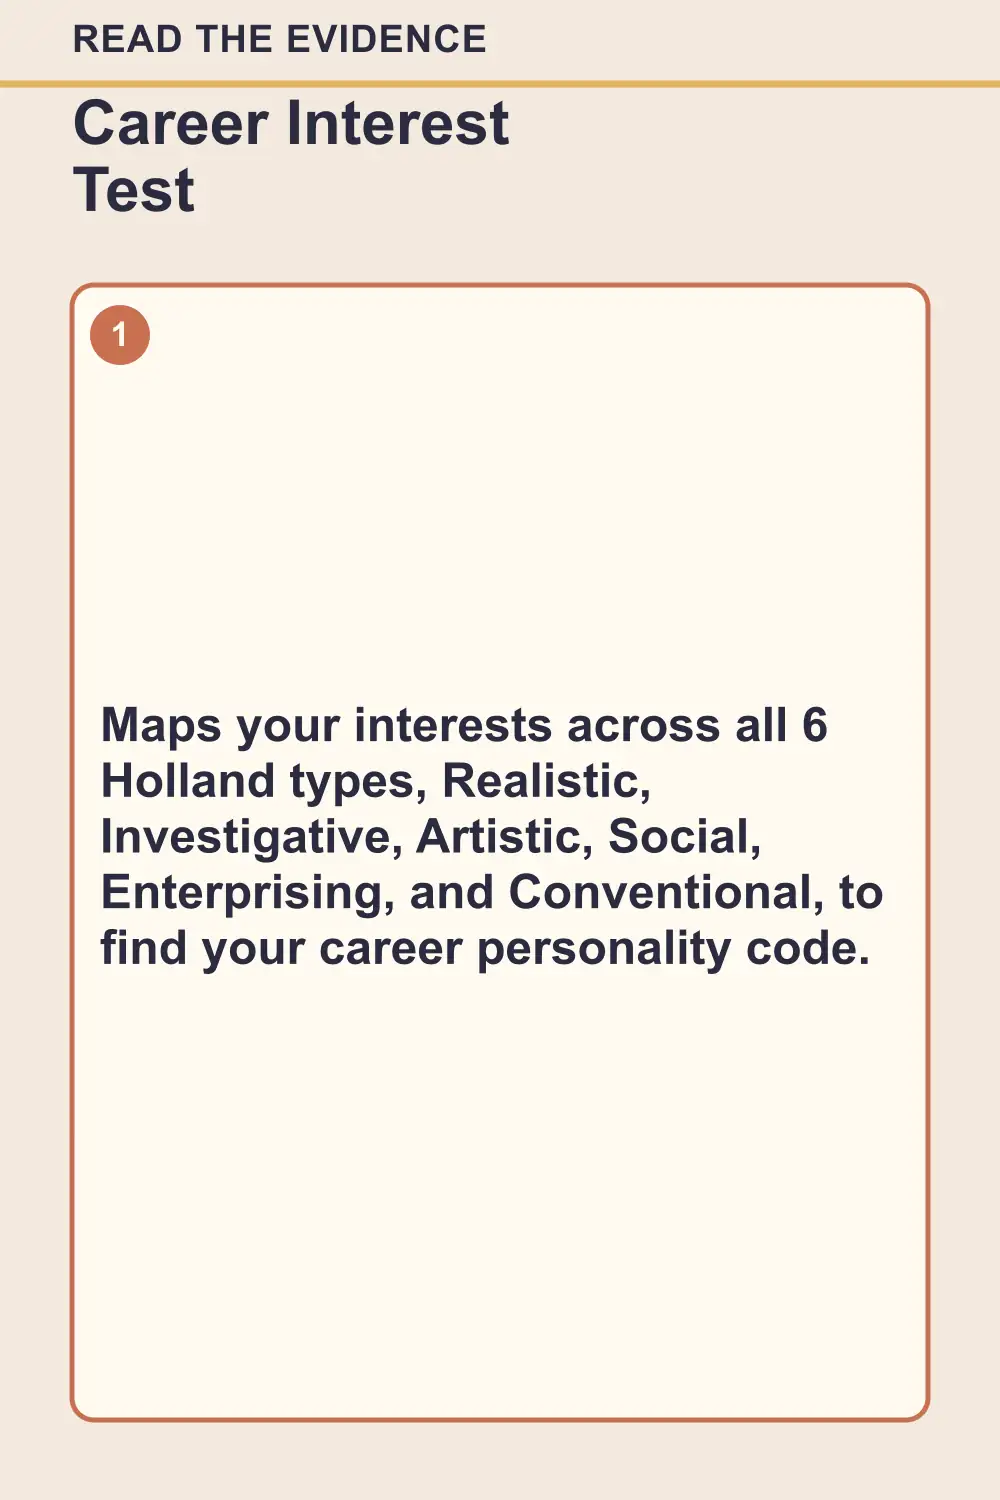 READ THE EVIDENCE
Career Interest
Test
1
Maps your interests across all 6
Holland types, Realistic,
Investigative, Artistic, Social,
Enterprising, and Conventional, to
find your career personality code.